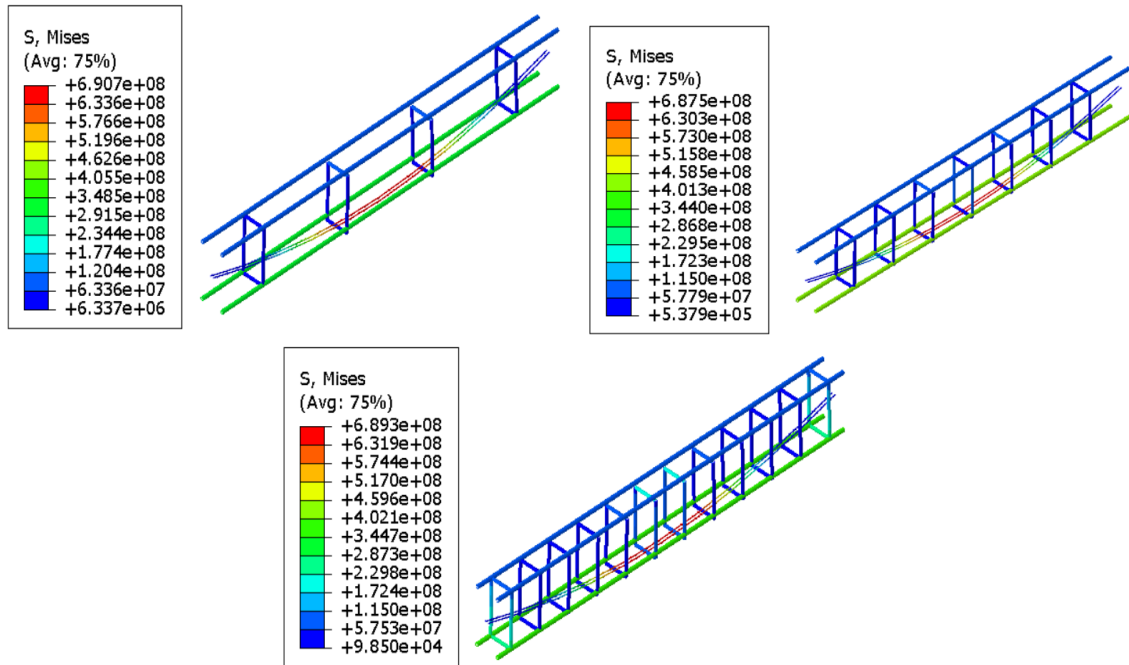 S, Mises
(Avg: 75%)
+6.907e+08
+6.336e+08
+5.766e+08
+5.196e+08
+4.626e+08
+4.055e+08
+3.485e+08
+2.915e+08
+2.344e+08
+1.774e+08
+1.204e+08
+6.336e+07
+6.337e+06
S, Mises
(Avg: 75%)
+6.875e+08
+6.303e+08
+5.730e+08
+5.158e+08
+4.585e+08
+4.013e+08
+3.440e+08
+2.868e+08
+2.295e+08
+1.723e+08
+1.150e+08
+5.779e+07
+5.379e+05
S, Mises
(Avg: 75%)
+6.893e+08
+6.319e+08
+5.744e+08
+5.170e+08
+4.596e+08
+4.021e+08
+3.447e+08
+2.873e+08
+2.298e+08
+1.724e+08
+1.150e+08
+5.753e+07
+9.850e+04